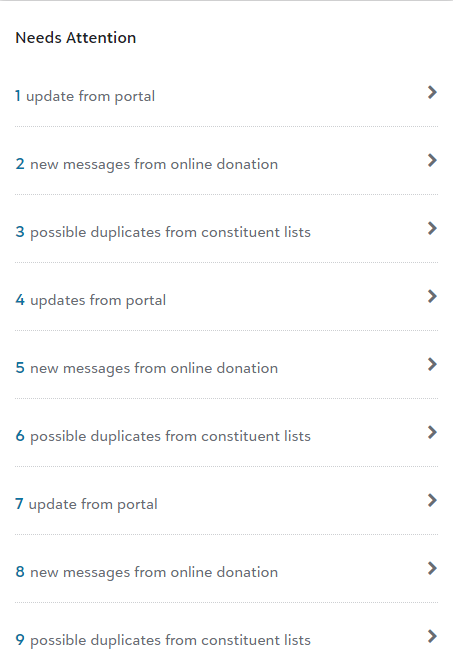 Needs Attention
1 update from portal
2 new messages from online donation
3 possible duplicates from constituent lists
4 updates from portal
5 new messages from online donation
6 possible duplicates from constituent lists
7 update from portal
8 new messages from online donation
9 possible duplicates from constituent lists